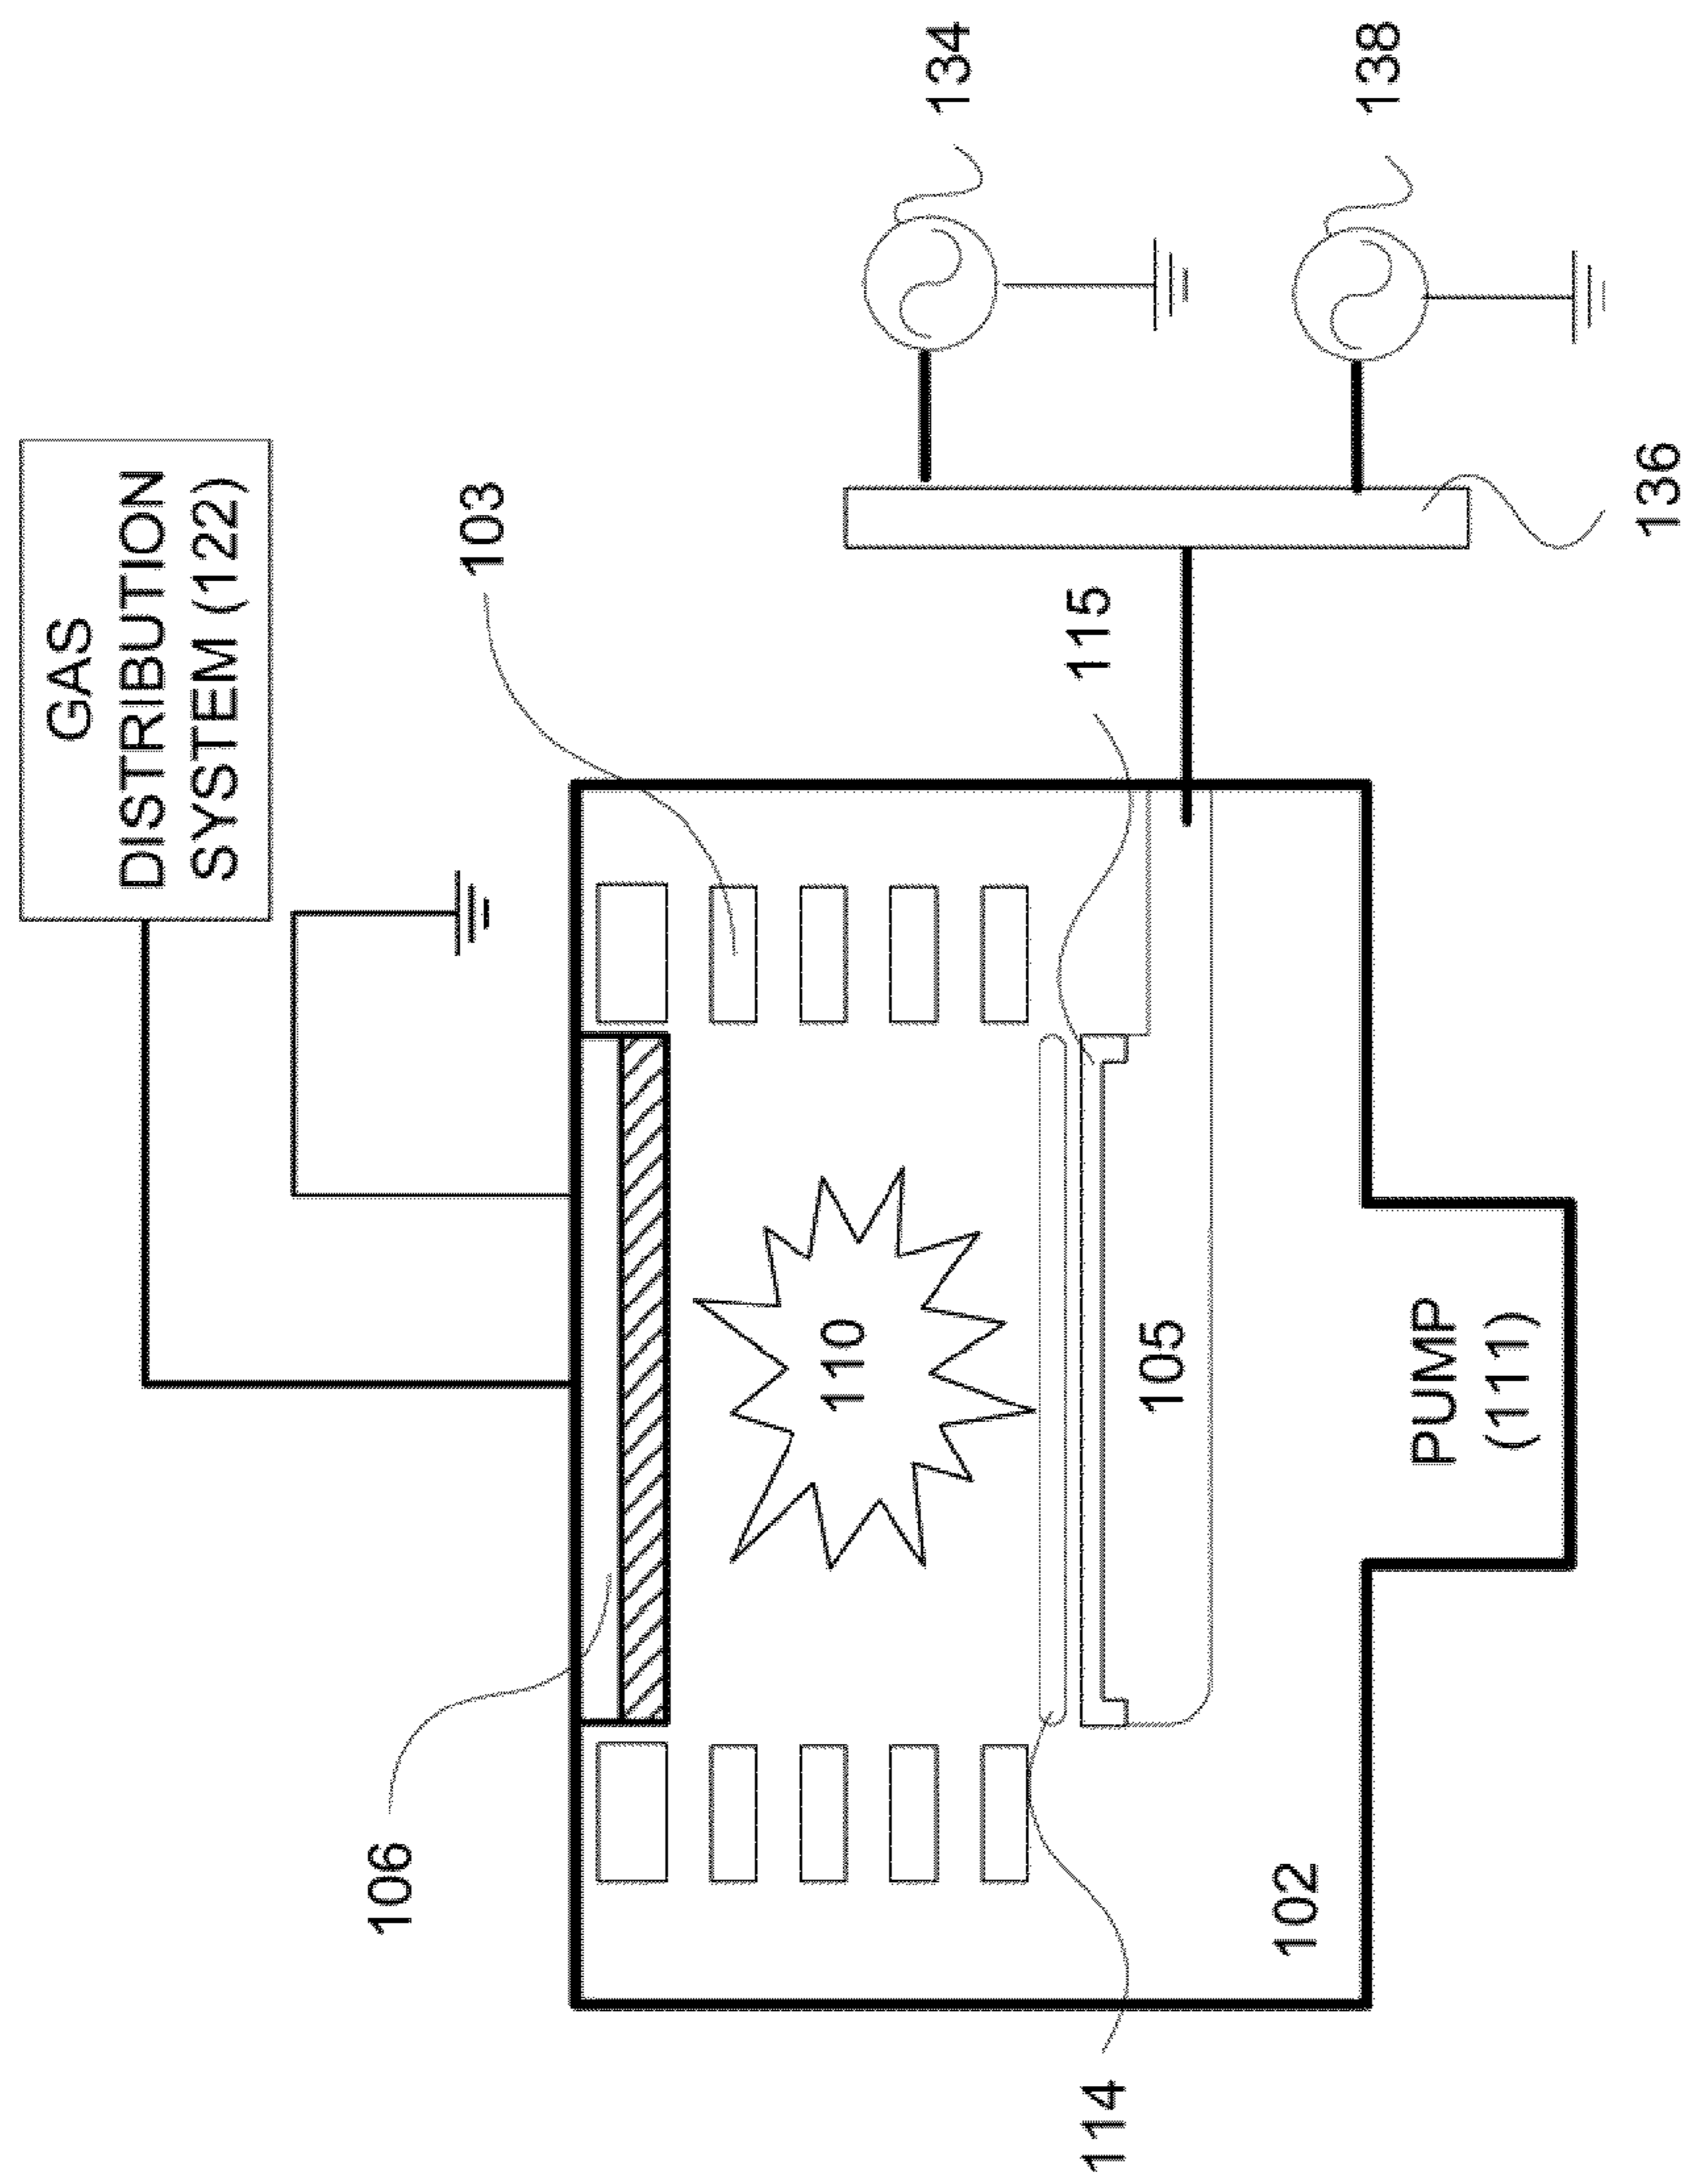 GAS
DISTRIBUTION
SYSTEM (122)
134
138
103
115
136
110
105
PUMP
(111)
106
102
114